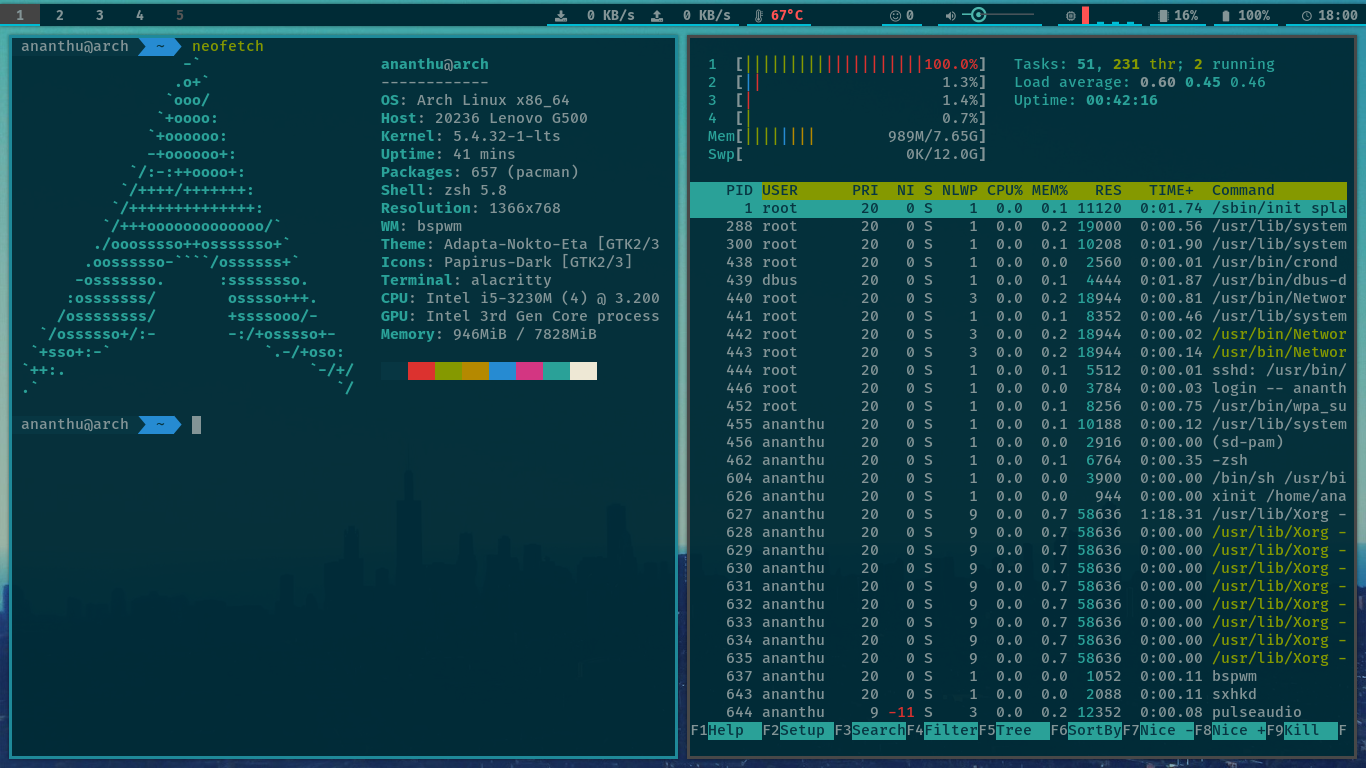 1 2 3 4 5 0 KB/s 0 KB/s 67°C 0 16% 100% 18:00
ananthu@arch ~ neofetch
-`
.o+`
`ooo/
`+oooo:
`+oooooo:
-+oooooo+:
`/:-:++oooo+:
`/++++/+++++++:
`/++++++++++++++:
`/+++ooooooooooooo/`
./ooosssso++osssssso+`
.oossssso-````/ossssss+`
-osssssso. :ssssssso.
:osssssss/ osssso+++.
/ossssssss/ +ssssooo/-
`/ossssso+/:- -:/+osssso+-
`+sso+:-` `.-/+oso:
`++:. `-/+/
.` `/
ananthu@arch
------------
OS: Arch Linux x86_64
Host: 20236 Lenovo G500
Kernel: 5.4.32-1-lts
Uptime: 41 mins
Packages: 657 (pacman)
Shell: zsh 5.8
Resolution: 1366x768
WM: bspwm
Theme: Adapta-Nokto-Eta [GTK2/3
Icons: Papirus-Dark [GTK2/3]
Terminal: alacritty
CPU: Intel i5-3230M (4) @ 3.200
GPU: Intel 3rd Gen Core process
Memory: 946MiB / 7828MiB
ananthu@arch ~
1 [||||||||||||||||||||100.0%]
2 [|| 1.3%]
3 [| 1.4%]
4 [| 0.7%]
Mem[|||||||| 989M/7.65G]
Swp[ 0K/12.0G]
Tasks: 51, 231 thr; 2 running
Load average: 0.60 0.45 0.46
Uptime: 00:42:16
PID USER PRI NI S NLWP CPU% MEM% RES TIME+ Command
1 root 20 0 S 1 0.0 0.1 11120 0:01.74 /sbin/init spla
288 root 20 0 S 1 0.0 0.2 19000 0:00.56 /usr/lib/system
300 root 20 0 S 1 0.0 0.1 10208 0:01.90 /usr/lib/system
438 root 20 0 S 1 0.0 0.0 2560 0:00.01 /usr/bin/crond
439 dbus 20 0 S 1 0.0 0.1 4444 0:01.87 /usr/bin/dbus-d
440 root 20 0 S 3 0.0 0.2 18944 0:00.81 /usr/bin/Networ
441 root 20 0 S 1 0.0 0.1 8352 0:00.46 /usr/lib/system
442 root 20 0 S 3 0.0 0.2 18944 0:00.02 /usr/bin/Networ
443 root 20 0 S 3 0.0 0.2 18944 0:00.14 /usr/bin/Networ
444 root 20 0 S 1 0.0 0.1 5512 0:00.01 sshd: /usr/bin/
446 root 20 0 S 1 0.0 0.0 3784 0:00.03 login -- ananth
452 root 20 0 S 1 0.0 0.1 8256 0:00.75 /usr/bin/wpa_su
455 ananthu 20 0 S 1 0.0 0.1 10188 0:00.12 /usr/lib/system
456 ananthu 20 0 S 1 0.0 0.0 2916 0:00.00 (sd-pam)
462 ananthu 20 0 S 1 0.0 0.1 6764 0:00.35 -zsh
604 ananthu 20 0 S 1 0.0 0.0 3900 0:00.00 /bin/sh /usr/bi
626 ananthu 20 0 S 1 0.0 0.0 944 0:00.00 xinit /home/ana
627 ananthu 20 0 S 9 0.0 0.7 58636 1:18.31 /usr/lib/Xorg -
628 ananthu 20 0 S 9 0.0 0.7 58636 0:00.00 /usr/lib/Xorg -
629 ananthu 20 0 S 9 0.0 0.7 58636 0:00.00 /usr/lib/Xorg -
630 ananthu 20 0 S 9 0.0 0.7 58636 0:00.00 /usr/lib/Xorg -
631 ananthu 20 0 S 9 0.0 0.7 58636 0:00.00 /usr/lib/Xorg -
632 ananthu 20 0 S 9 0.0 0.7 58636 0:00.00 /usr/lib/Xorg -
633 ananthu 20 0 S 9 0.0 0.7 58636 0:00.00 /usr/lib/Xorg -
634 ananthu 20 0 S 9 0.0 0.7 58636 0:00.00 /usr/lib/Xorg -
635 ananthu 20 0 S 9 0.0 0.7 58636 0:00.00 /usr/lib/Xorg -
637 ananthu 20 0 S 1 0.0 0.0 1052 0:00.11 bspwm
643 ananthu 20 0 S 1 0.0 0.0 2088 0:00.11 sxhkd
644 ananthu 9 -11 S 3 0.0 0.2 12352 0:00.08 pulseaudio
F1Help F2Setup F3SearchF4FilterF5Tree F6SortByF7Nice -F8Nice +F9Kill F